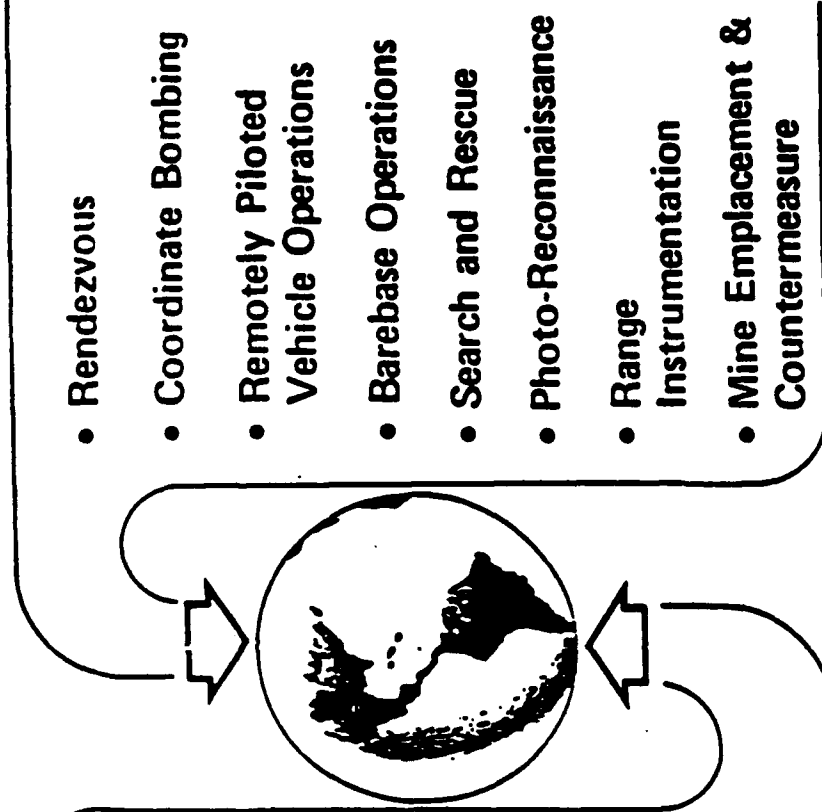 • Rendezvous
• Coordinate Bombing
• Remotely Piloted
Vehicle Operations
• Barebase Operations
• Search and Rescue
• Photo-Reconnaissance
• Range
Instrumentation
• Mine Emplacement &
Countermeasure